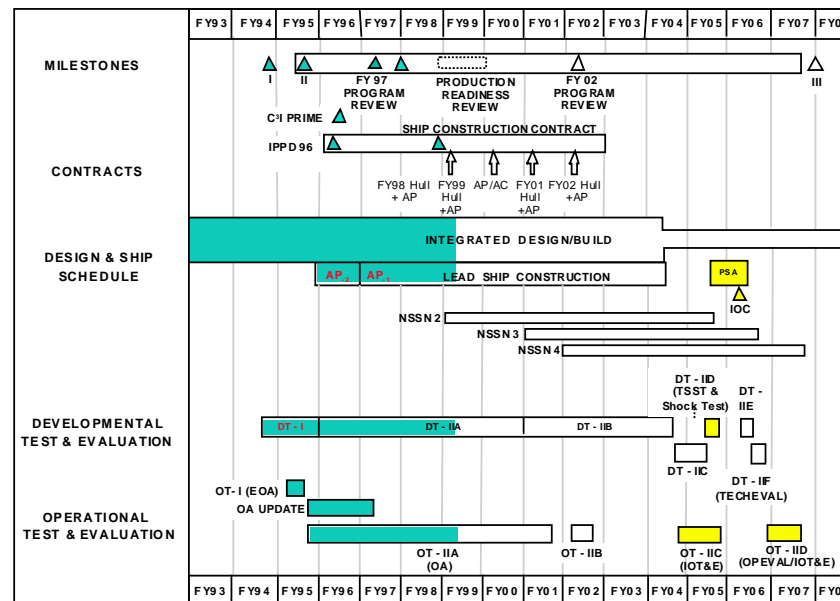 FY93 FY94 FY95 FY96 FY97 FY98 FY99 FY00 FY01 FY02 FY03 FY04 FY05 FY06 FY07 FY0
MILESTONES
I II FY 97 PROGRAM REVIEW PRODUCTION READINESS REVIEW FY 02 PROGRAM REVIEW III
C³I PRIME
SHIP CONSTRUCTION CONTRACT
IPPD 96
CONTRACTS
FY98 Hull + AP FY99 Hull +AP AP/AC FY01 Hull +AP FY02 Hull +AP
INTEGRATED DESIGN/BUILD
DESIGN & SHIP
SCHEDULE
AP-2 AP-1 LEAD SHIP CONSTRUCTION PSA
IOC
NSSN 2
NSSN 3
NSSN 4
DT - IID (TSST & Shock Test) DT - IIE
DEVELOPMENTAL
TEST & EVALUATION
DT - I DT - IIA DT - IIB
DT - IIC DT - IIF (TECHEVAL)
OT- I (EOA)
OA UPDATE
OPERATIONAL
TEST & EVALUATION
OT - IIA (OA) OT - IIB OT - IIC (IOT&E) OT - IID (OPEVAL/IOT&E)
FY93 FY94 FY95 FY96 FY97 FY98 FY99 FY00 FY01 FY02 FY03 FY04 FY05 FY06 FY07 FY0